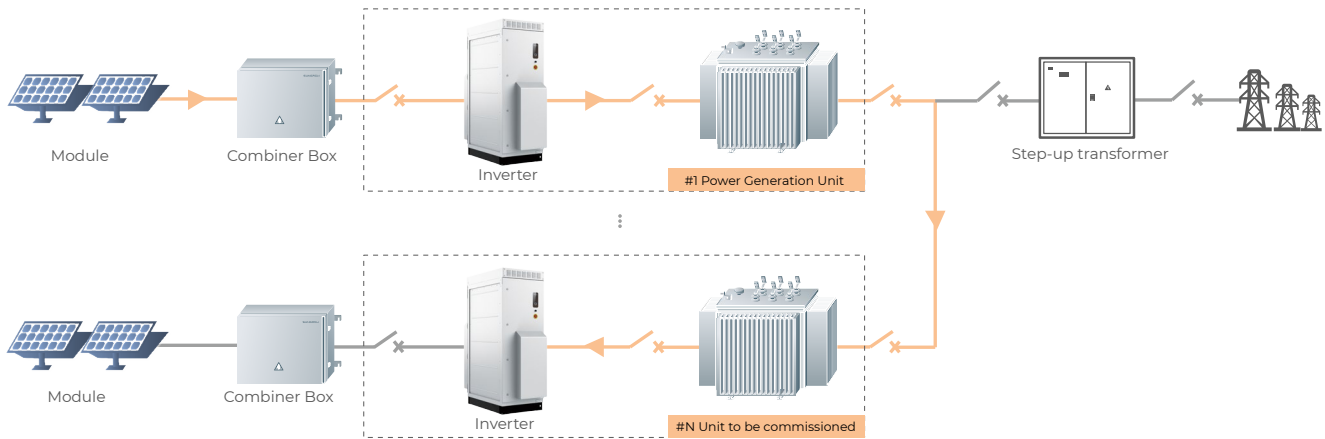 Module
Combiner Box
Inverter
#1 Power Generation Unit
Step-up transformer
Module
Combiner Box
Inverter
#N Unit to be commissioned